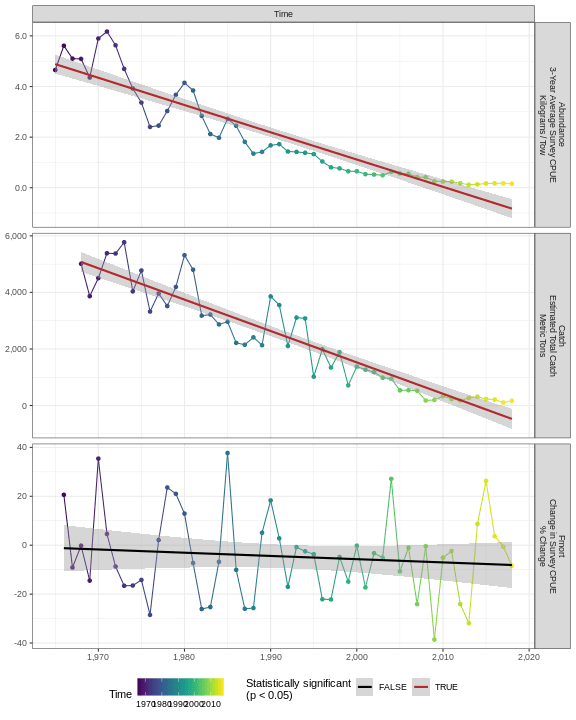 Time
6.0
4.0
2.0
0.0
Abundance
3-Year Average Survey CPUE
Kilograms / Tow
6,000
4,000
2,000
0
Catch
Estimated Total Catch
Metric Tons
40
20
0
-20
-40
Fmort
Change in Survey CPUE
% Change
1,970 1,980 1,990 2,000 2,010 2,020
Time
1970 1980 1990 2000 2010
Statistically significant
(p < 0.05)
FALSE TRUE